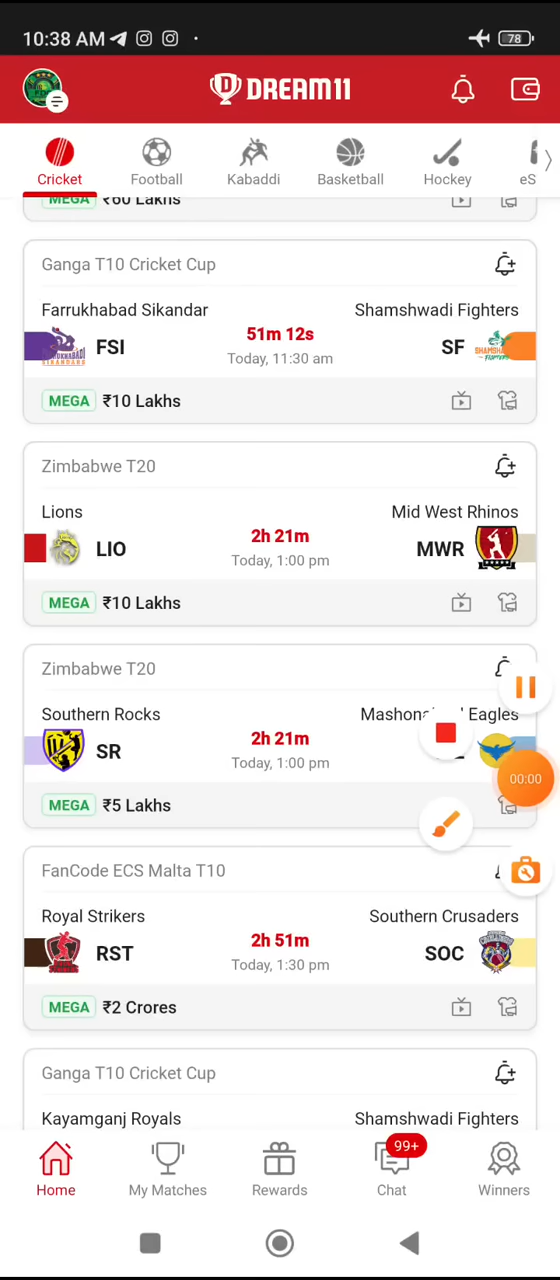 10:38 AM
78
DREAM11
Cricket
Football
Kabaddi
Basketball
Hockey
eS
MEGA ₹60 Lakhs
Ganga T10 Cricket Cup
Farrukhabad Sikandar
Shamshwadi Fighters
FSI
51m 12s
SF
Today, 11:30 am
MEGA ₹10 Lakhs
Zimbabwe T20
Lions
Mid West Rhinos
LIO
2h 21m
MWR
Today, 1:00 pm
MEGA ₹10 Lakhs
Zimbabwe T20
Southern Rocks
Eagles
SR
2h 21m
Today, 1:00 pm
00:00
MEGA ₹5 Lakhs
FanCode ECS Malta T10
Royal Strikers
Southern Crusaders
RST
2h 51m
SOC
Today, 1:30 pm
MEGA ₹2 Crores
Ganga T10 Cricket Cup
Kayamganj Royals
Shamshwadi Fighters
99+
Home
My Matches
Rewards
Chat
Winners